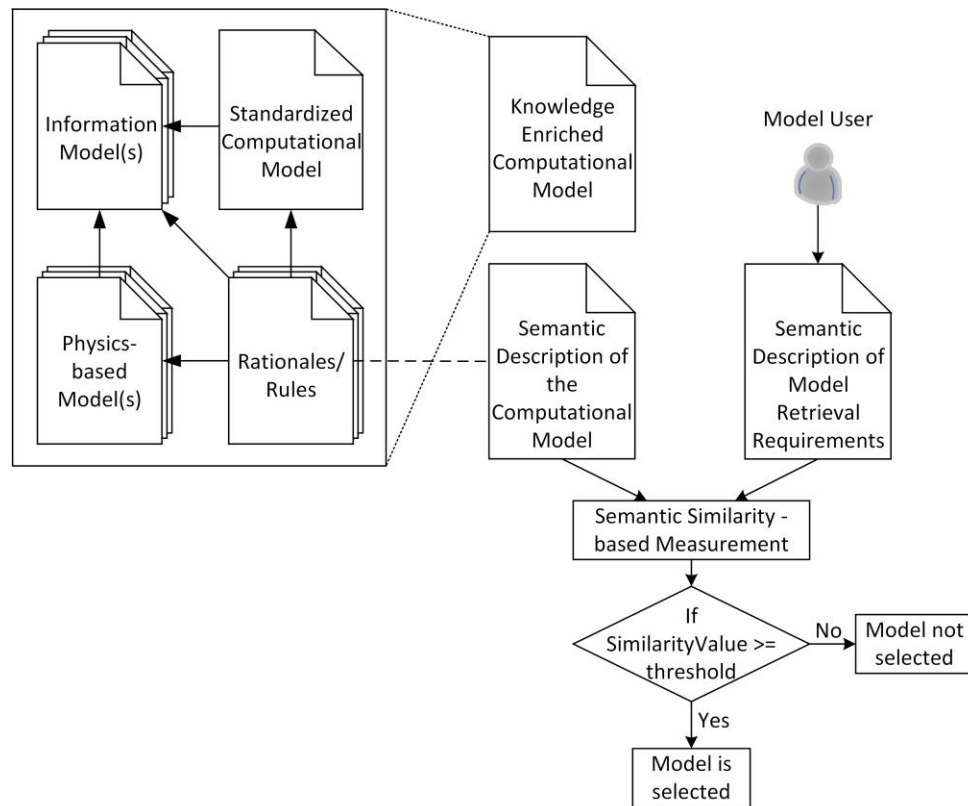 Information
Model(s)
Standardized
Computational
Model
Knowledge
Enriched
Computational
Model
Model User
Physics-
based
Model(s)
Rationales/
Rules
Semantic
Description of
the
Computational
Model
Semantic
Description of
Model
Retrieval
Requirements
Semantic Similarity -
based Measurement
If
SimilarityValue >=
threshold
No
Model not
selected
Yes
Model is
selected